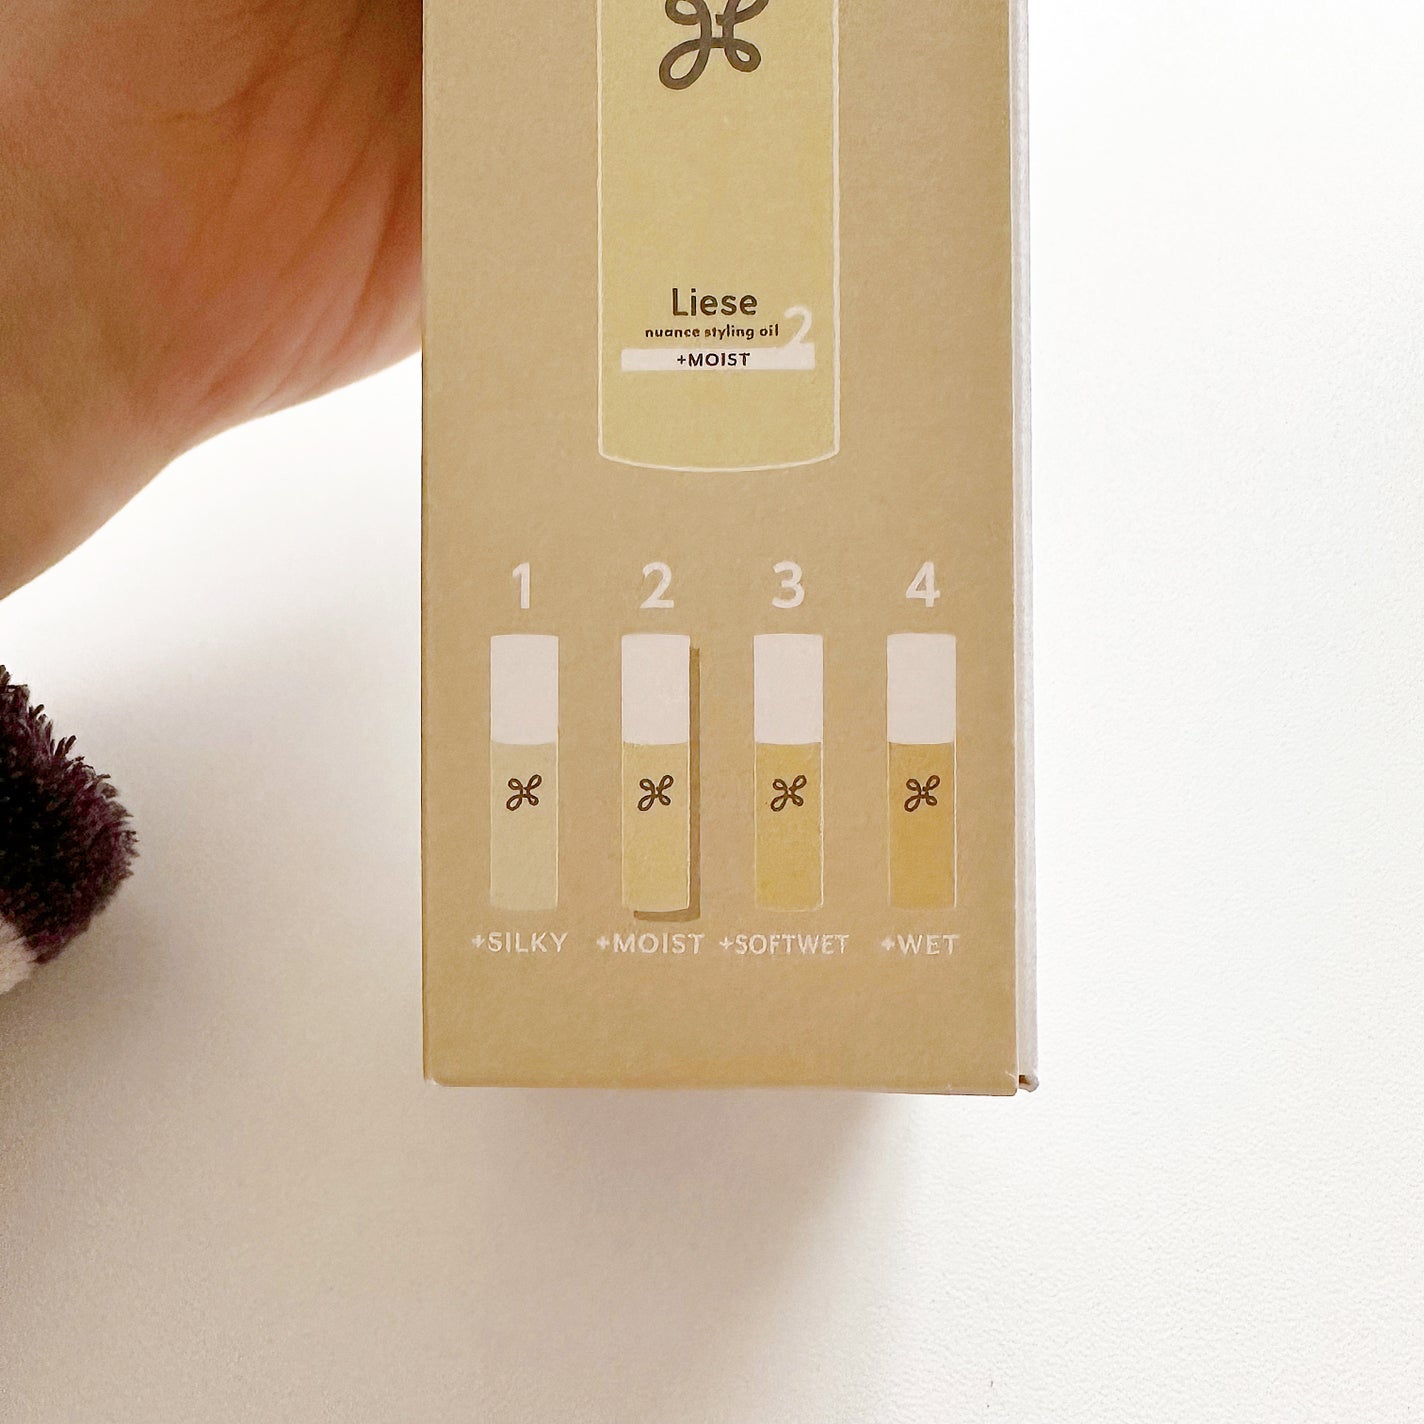 Liese
nuance styling oil 2
+MOIST
1 2 3 4
+SILKY +MOIST +SOFTWET +WET